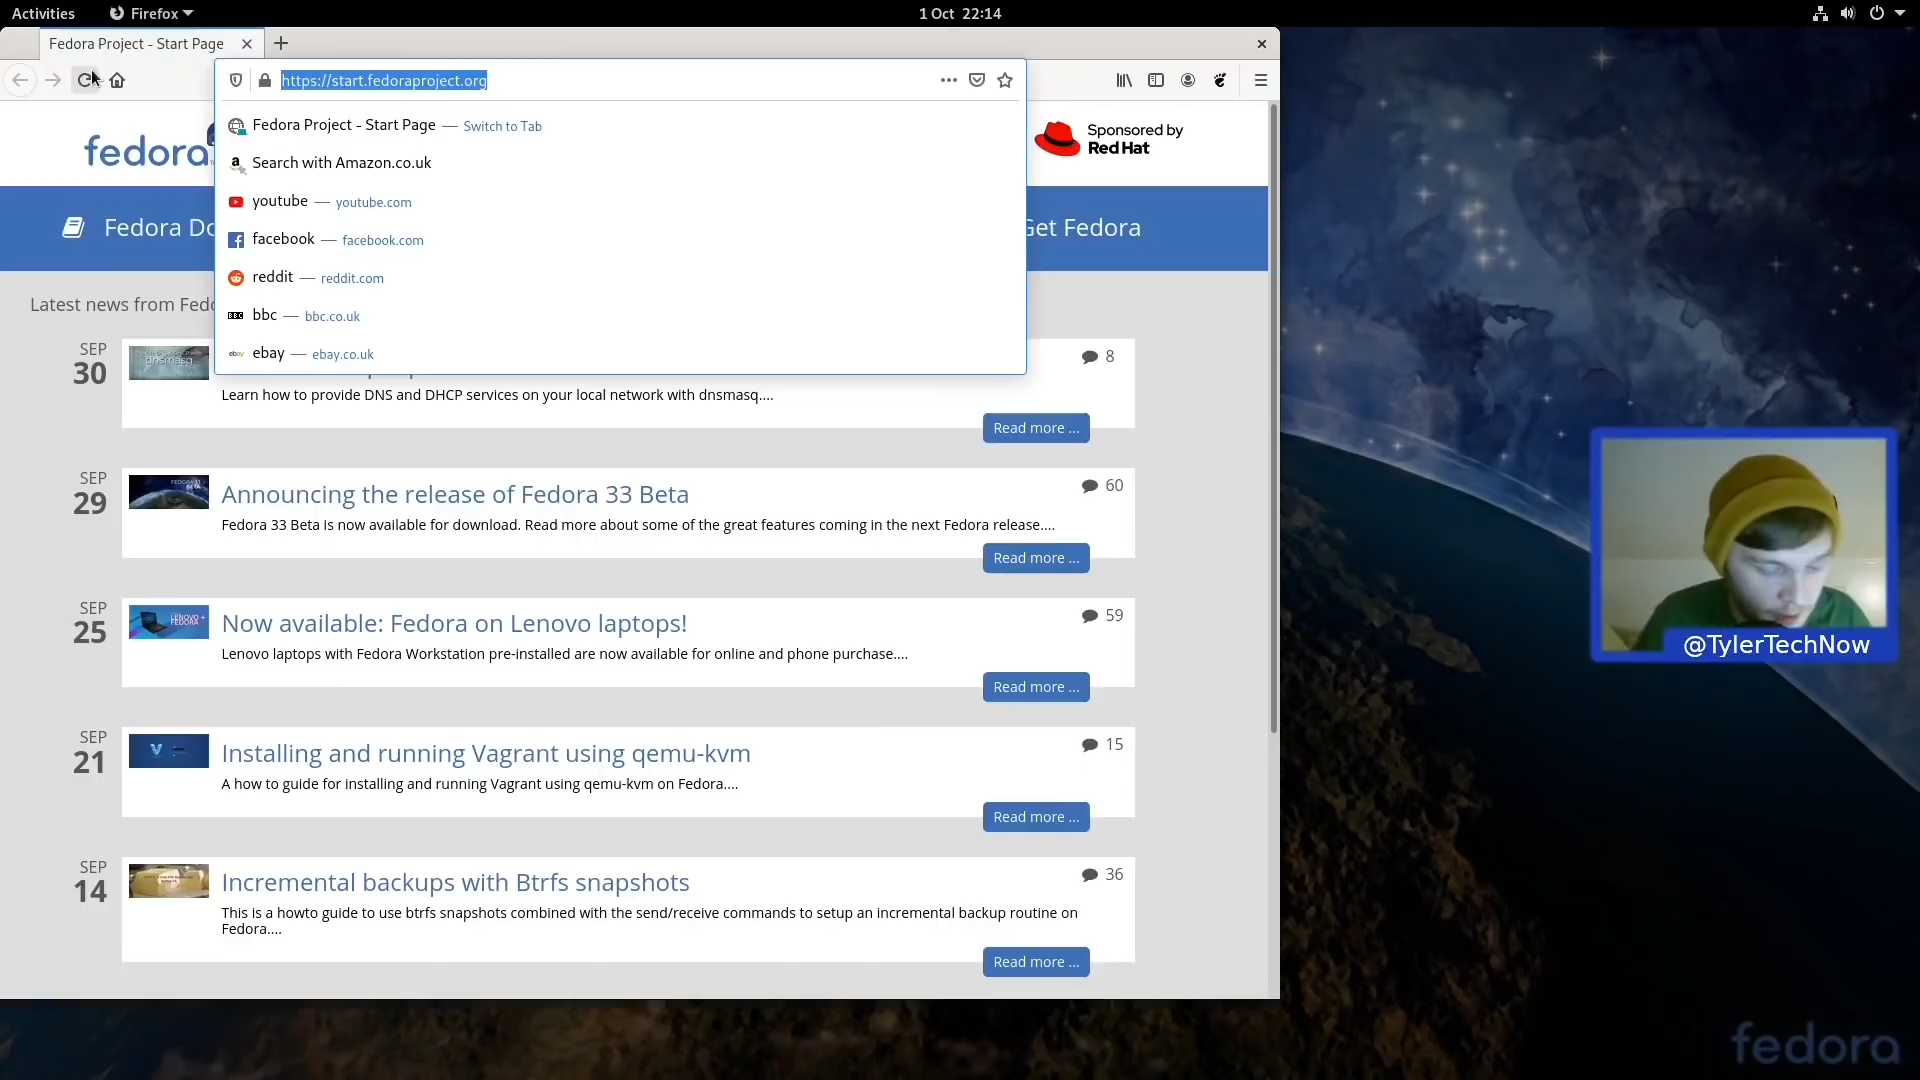 Activities
Firefox
1 Oct 22:14
Fedora Project - Start Page
https://start.fedoraproject.org
Fedora Project - Start Page — Switch to Tab
Search with Amazon.co.uk
youtube — youtube.com
facebook — facebook.com
reddit — reddit.com
bbc — bbc.co.uk
ebay — ebay.co.uk
fedora
Sponsored by
Red Hat
Fedora Do
Get Fedora
Latest news from Fedo
SEP
30
dnsmasq
8
Learn how to provide DNS and DHCP services on your local network with dnsmasq....
Read more ...
SEP
29
Announcing the release of Fedora 33 Beta
60
Fedora 33 Beta is now available for download. Read more about some of the great features coming in the next Fedora release....
Read more ...
SEP
25
Now available: Fedora on Lenovo laptops!
59
Lenovo laptops with Fedora Workstation pre-installed are now available for online and phone purchase....
Read more ...
SEP
21
Installing and running Vagrant using qemu-kvm
15
A how to guide for installing and running Vagrant using qemu-kvm on Fedora....
Read more ...
SEP
14
Incremental backups with Btrfs snapshots
36
This is a howto guide to use btrfs snapshots combined with the send/receive commands to setup an incremental backup routine on
Fedora....
Read more ...
@TylerTechNow
fedora